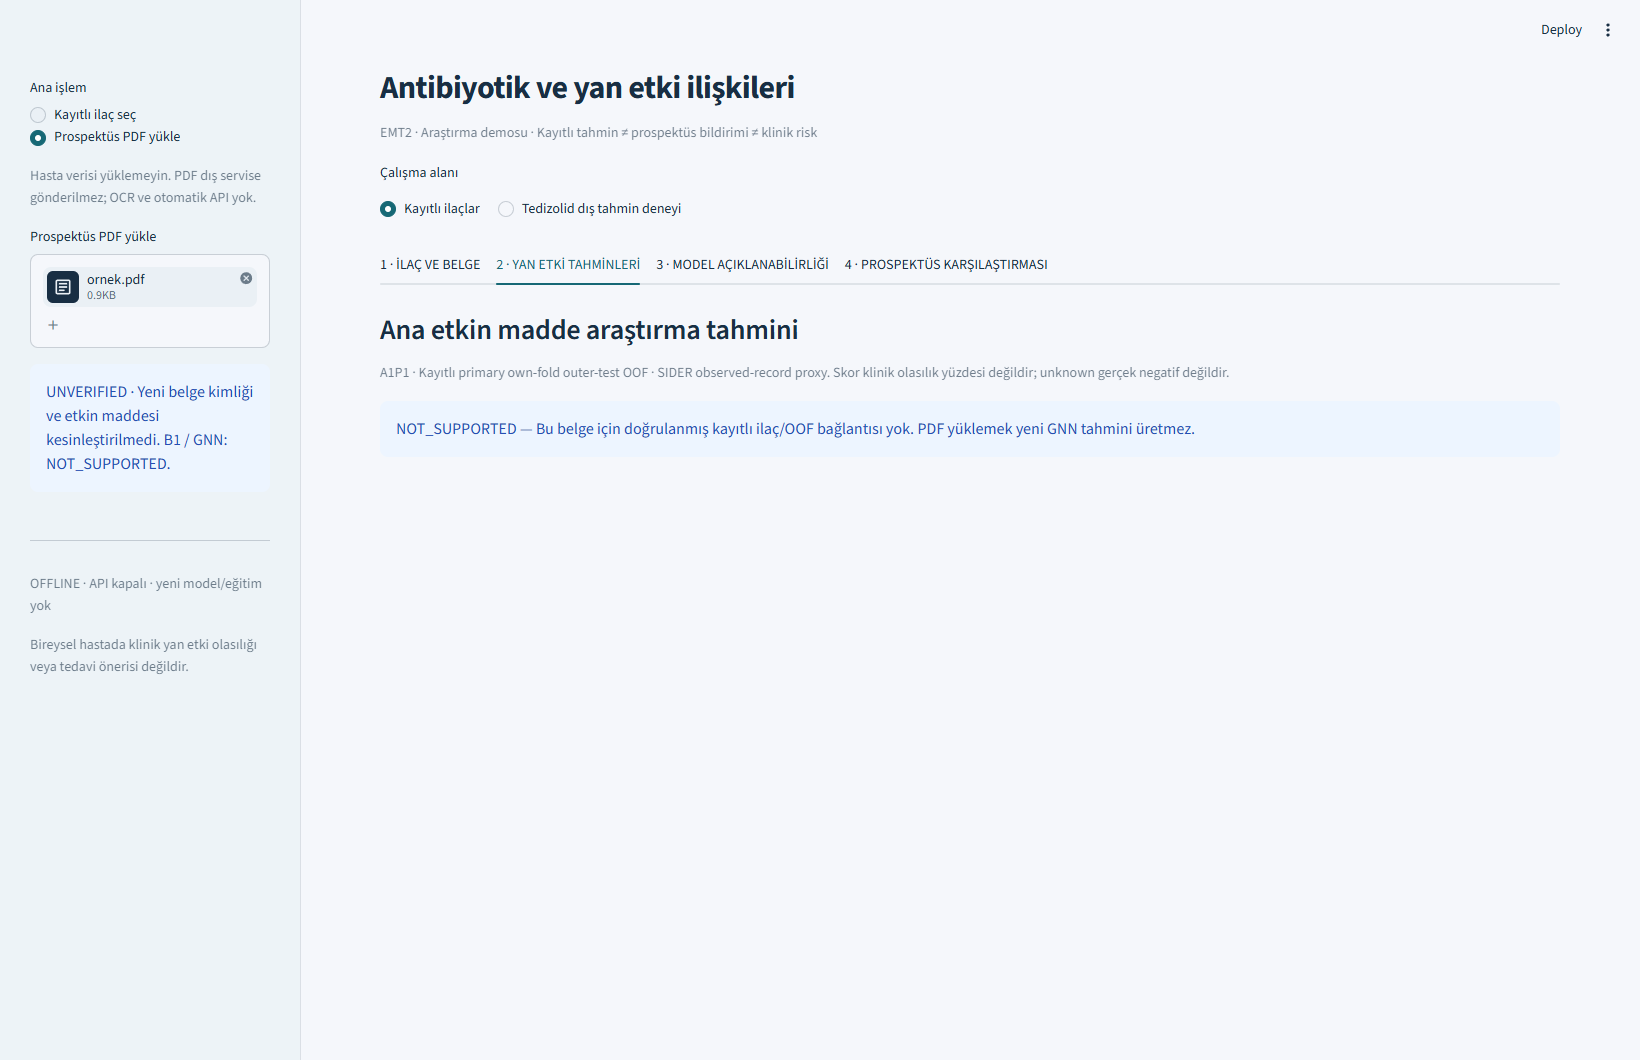 Deploy
Ana işlem
Kayıtlı ilaç seç
Prospektüs PDF yükle
Hasta verisi yüklemeyin. PDF dış servise
gönderilmez; OCR ve otomatik API yok.
Prospektüs PDF yükle
ornek.pdf
0.9KB
UNVERIFIED · Yeni belge kimliği
ve etkin maddesi
kesinleştirilmedi. B1 / GNN:
NOT_SUPPORTED.
OFFLINE · API kapalı · yeni model/eğitim
yok
Bireysel hastada klinik yan etki olasılığı
veya tedavi önerisi değildir.
Antibiyotik ve yan etki ilişkileri
EMT2 · Araştırma demosu · Kayıtlı tahmin ≠ prospektüs bildirimi ≠ klinik risk
Çalışma alanı
Kayıtlı ilaçlar Tedizolid dış tahmin deneyi
1 · İLAÇ VE BELGE 2 · YAN ETKİ TAHMİNLERİ 3 · MODEL AÇIKLANABİLİRLİĞİ 4 · PROSPEKTÜS KARŞILAŞTIRMASI
Ana etkin madde araştırma tahmini
A1P1 · Kayıtlı primary own-fold outer-test OOF · SIDER observed-record proxy. Skor klinik olasılık yüzdesi değildir; unknown gerçek negatif değildir.
NOT_SUPPORTED — Bu belge için doğrulanmış kayıtlı ilaç/OOF bağlantısı yok. PDF yüklemek yeni GNN tahmini üretmez.